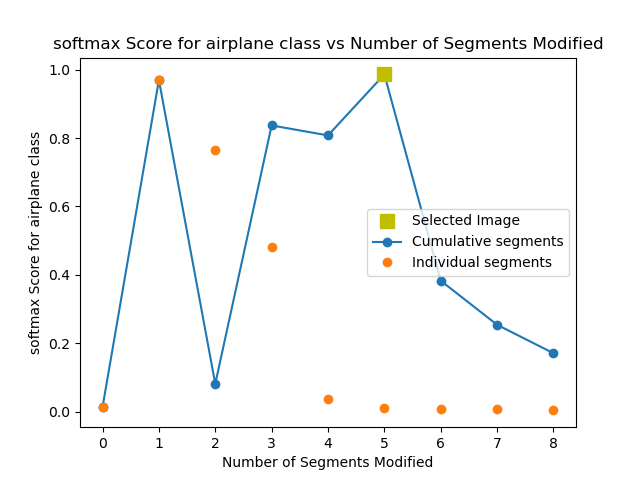 softmax Score for airplane class vs Number of Segments Modified
1.0
0.8
0.6
0.4
0.2
0.0
softmax Score for airplane class
Selected Image
Cumulative segments
Individual segments
0 1 2 3 4 5 6 7 8
Number of Segments Modified